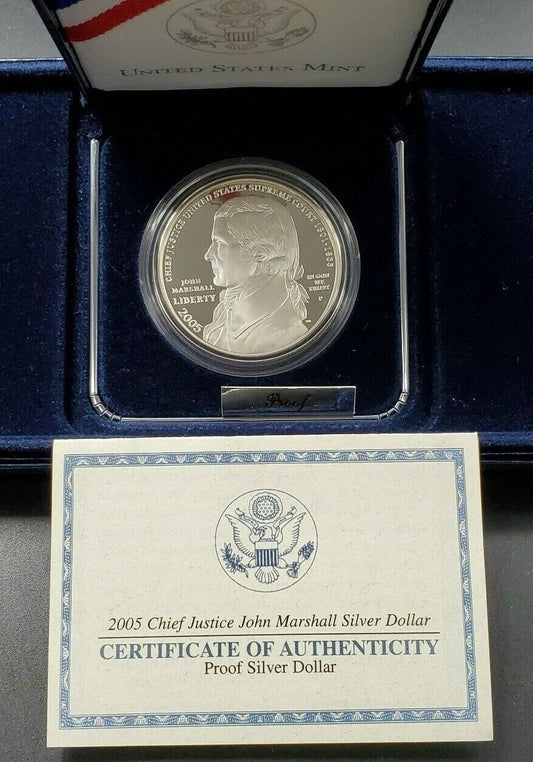 UNITED STATES MINT
CHIEF JUSTICE UNITED STATES SUPREME COURT 1801-1835
JOHN
MARSHALL
LIBERTY
2005
IN GOD
WE
TRUST
P
Proof
2005 Chief Justice John Marshall Silver Dollar
CERTIFICATE OF AUTHENTICITY
Proof Silver Dollar